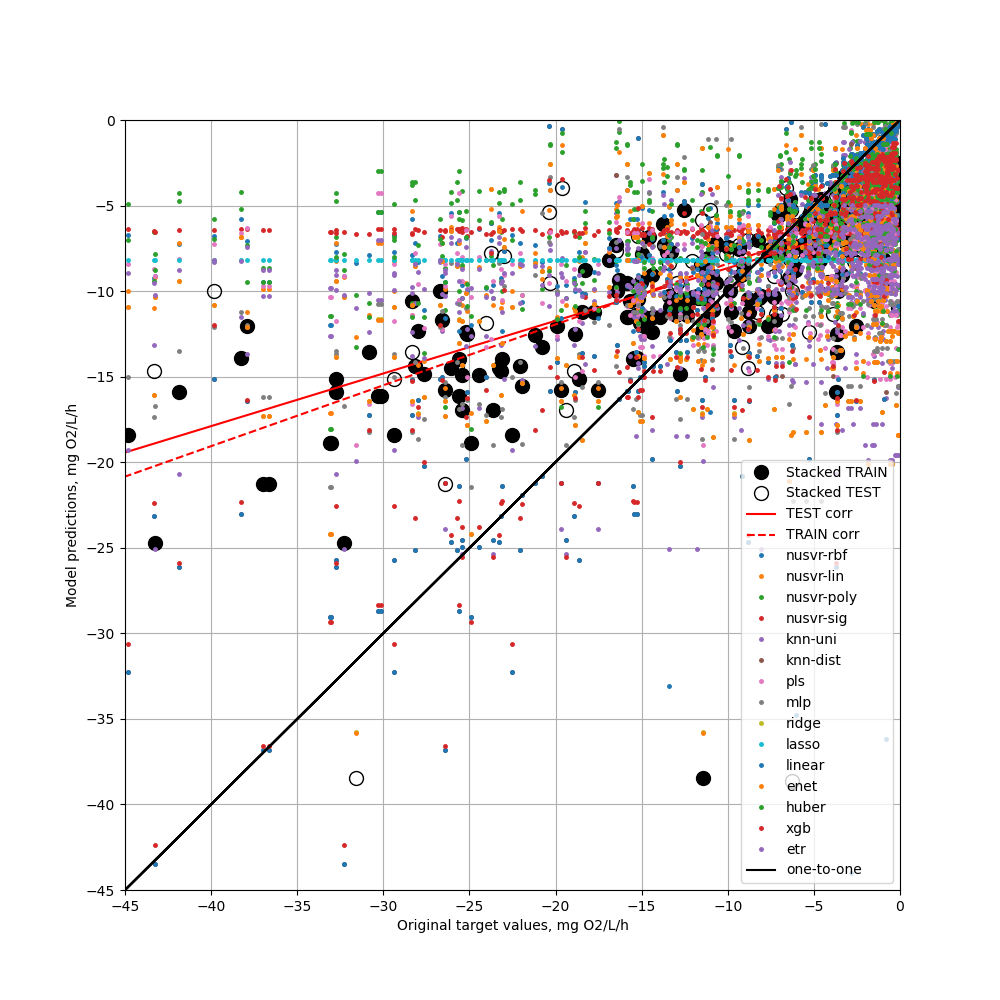 0
−5
−10
−15
−20
−25
−30
−35
−40
−45
Model predictions, mg O2/L/h
−45
−40
−35
−30
−25
−20
−15
−10
−5
0
Original target values, mg O2/L/h
Stacked TRAIN
Stacked TEST
TEST corr
TRAIN corr
nusvr-rbf
nusvr-lin
nusvr-poly
nusvr-sig
knn-uni
knn-dist
pls
mlp
ridge
lasso
linear
enet
huber
xgb
etr
one-to-one